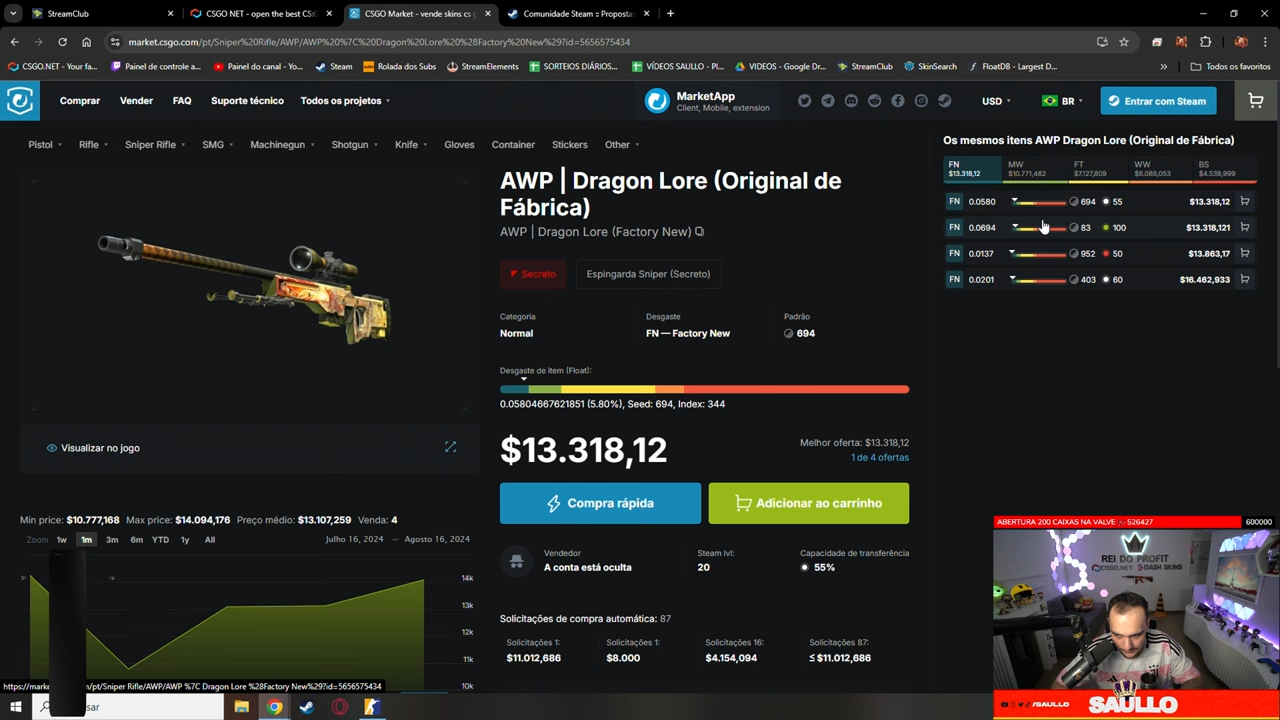 StreamClub
CSGO NET - open the best CS:G
CSGO Market - vende skins cs g
Comunidade Steam :: Propostas
market.csgo.com/pt/Sniper%20Rifle/AWP/AWP%20%7C%20Dragon%20Lore%20%28Factory%20New%29?id=5656575434
CSGO.NET - Your fa...
Painel de controle a...
Painel do canal - Yo...
Steam
Rolada dos Subs
StreamElements
SORTEIOS DIÁRIOS...
VÍDEOS SAULLO - Pl...
VIDEOS - Google Dr...
StreamClub
SkinSearch
FloatDB - Largest D...
Todos os favoritos
Comprar
Vender
FAQ
Suporte técnico
Todos os projetos
MarketApp
Client, Mobile, extension
USD
BR
Entrar com Steam
Pistol
Rifle
Sniper Rifle
SMG
Machinegun
Shotgun
Knife
Gloves
Container
Stickers
Other
AWP | Dragon Lore (Original de
Fábrica)
AWP | Dragon Lore (Factory New)
Secreto
Espingarda Sniper (Secreto)
Categoria
Normal
Desgaste
FN — Factory New
Padrão
694
Desgaste de item (Float):
0.05804667621851 (5.80%), Seed: 694, Index: 344
$13.318,12
Melhor oferta: $13.318,12
1 de 4 ofertas
Compra rápida
Adicionar ao carrinho
Vendedor
A conta está oculta
Steam lvl:
20
Capacidade de transferência
55%
Solicitações de compra automática: 87
Solicitações 1:
$11.012,686
Solicitações 1:
$8.000
Solicitações 16:
$4.154,094
Solicitações 87:
≤$11.012,686
Visualizar no jogo
Min price: $10.777,168 Max price: $14.094,176 Preço médio: $13.107,259 Venda: 4
Zoom 1w 1m 3m 6m YTD 1y All
Julho 16, 2024 — Agosto 16, 2024
14k
13k
12k
11k
10k
Os mesmos itens AWP Dragon Lore (Original de Fábrica)
FN
$13.318,12
MW
$10.771,462
FT
$7.127,809
WW
$6.086,053
BS
$4.539,999
FN 0.0580 694 55 $13.318,12
FN 0.0694 83 100 $13.318,121
FN 0.0137 952 50 $13.863,17
FN 0.0201 403 60 $16.462,933
ABERTURA 200 CAIXAS NA VALVE
526427
600000
REI DO PROFIT
CSGO.NET
DASH SKINS
/SAULLO
SAULLO